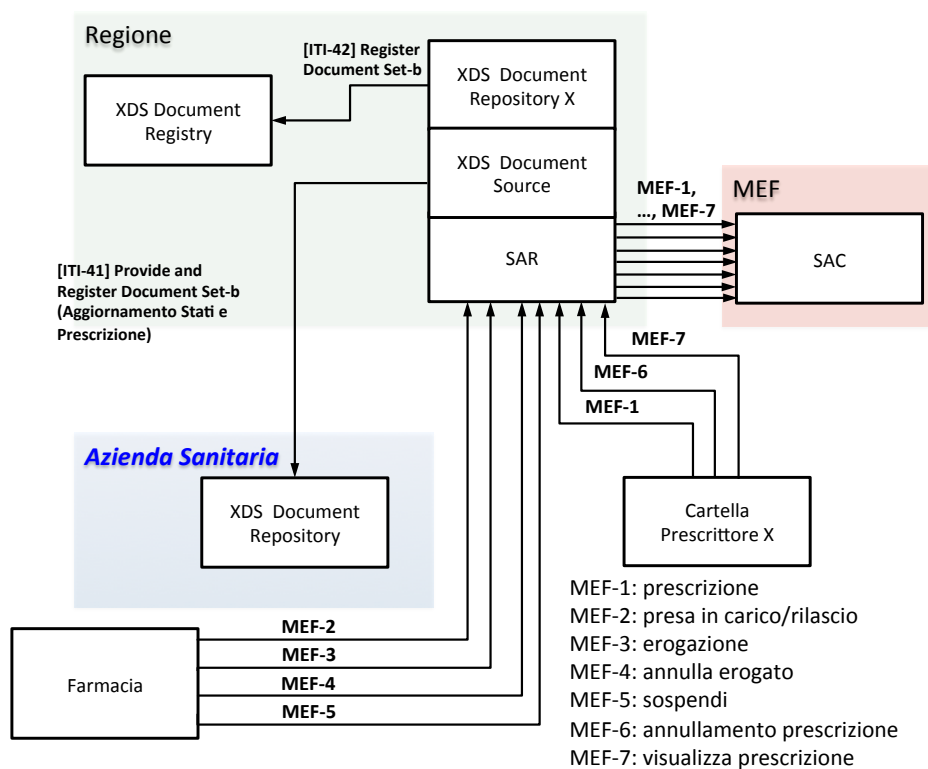 Regione
[ITI-42] Register
Document Set-b
XDS Document
Repository X
XDS Document
Registry
XDS Document
Source
MEF-1,
..., MEF-7
MEF
SAR
SAC
[ITI-41] Provide and
Register Document Set-b
(Aggiornamento Stati e
Prescrizione)
MEF-7
MEF-6
MEF-1
Azienda Sanitaria
XDS Document
Repository
Cartella
Prescrittore X
MEF-2
MEF-3
MEF-4
MEF-5
Farmacia
MEF-1: prescrizione
MEF-2: presa in carico/rilascio
MEF-3: erogazione
MEF-4: annulla erogato
MEF-5: sospendi
MEF-6: annullamento prescrizione
MEF-7: visualizza prescrizione